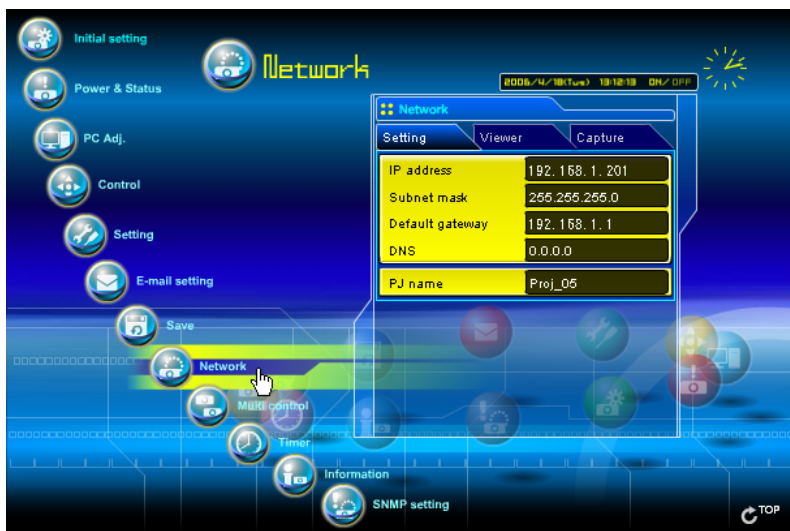 Initial setting
Power & Status
PC Adj.
Control
Setting
E-mail setting
Save
Network
Multi control
Timer
Information
SNMP setting
Network
2006/4/18(Tue) 13:12:13 ON/OFF
Network
Setting Viewer Capture
IP address 192.168.1.201
Subnet mask 255.255.255.0
Default gateway 192.168.1.1
DNS 0.0.0.0
PJ name Proj_05
TOP